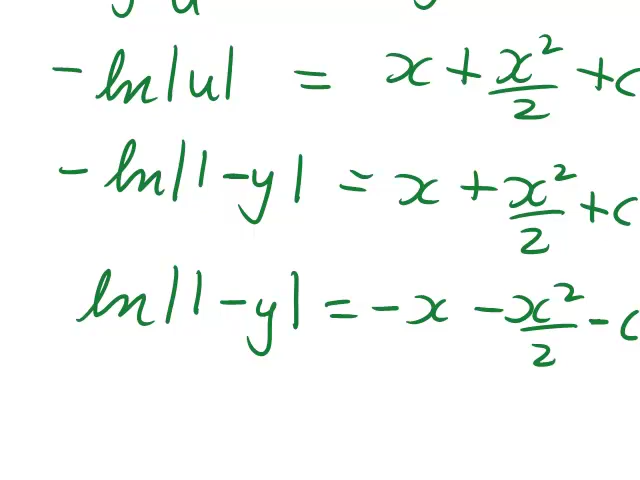 -ln|u| = x + x²/2 + c
-ln|1-y| = x + x²/2 + c
ln|1-y| = -x - x²/2 - c